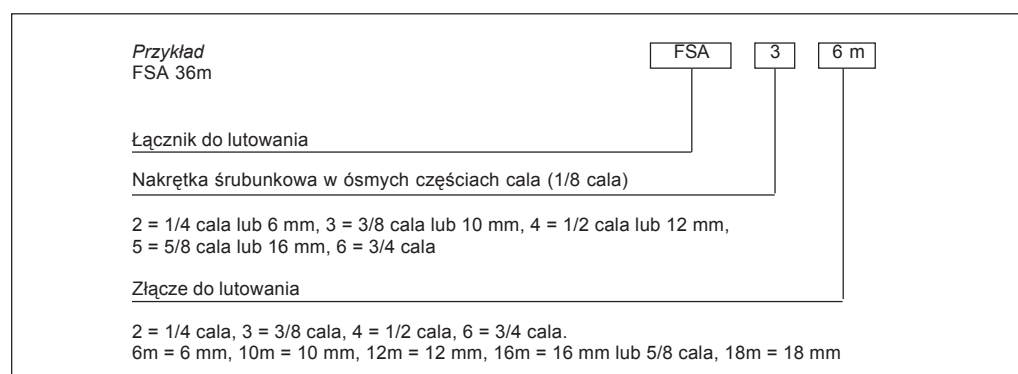 Przykład
FSA 36m
FSA 3 6 m
Łącznik do lutowania
Nakrętka śrubunkowa w ósmych częściach cala (1/8 cala)
2 = 1/4 cala lub 6 mm, 3 = 3/8 cala lub 10 mm, 4 = 1/2 cala lub 12 mm,
5 = 5/8 cala lub 16 mm, 6 = 3/4 cala
Złącze do lutowania
2 = 1/4 cala, 3 = 3/8 cala, 4 = 1/2 cala, 6 = 3/4 cala.
6m = 6 mm, 10m = 10 mm, 12m = 12 mm, 16m = 16 mm lub 5/8 cala, 18m = 18 mm